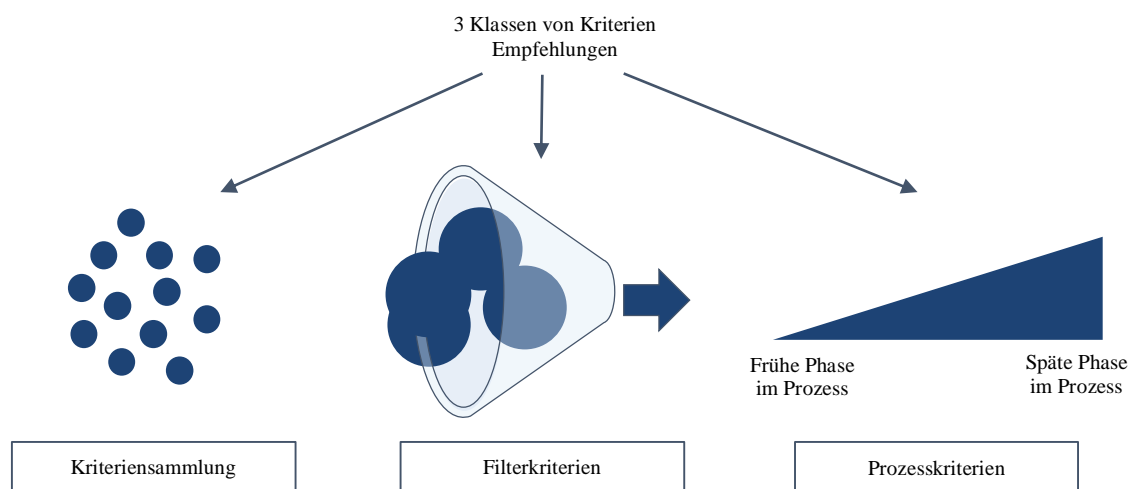 3 Klassen von Kriterien
Empfehlungen
Frühe Phase
im Prozess
Späte Phase
im Prozess
Kriteriensammlung
Filterkriterien
Prozesskriterien